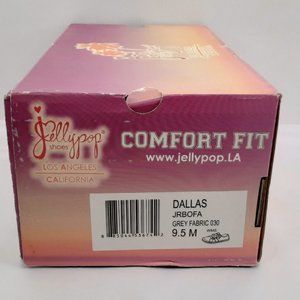 jellypop
shoes
LOS ANGELES
CALIFORNIA
COMFORT FIT
www.jellypop.LA
DALLAS
JRBOFA
GREY FABRIC 030
9.5 M